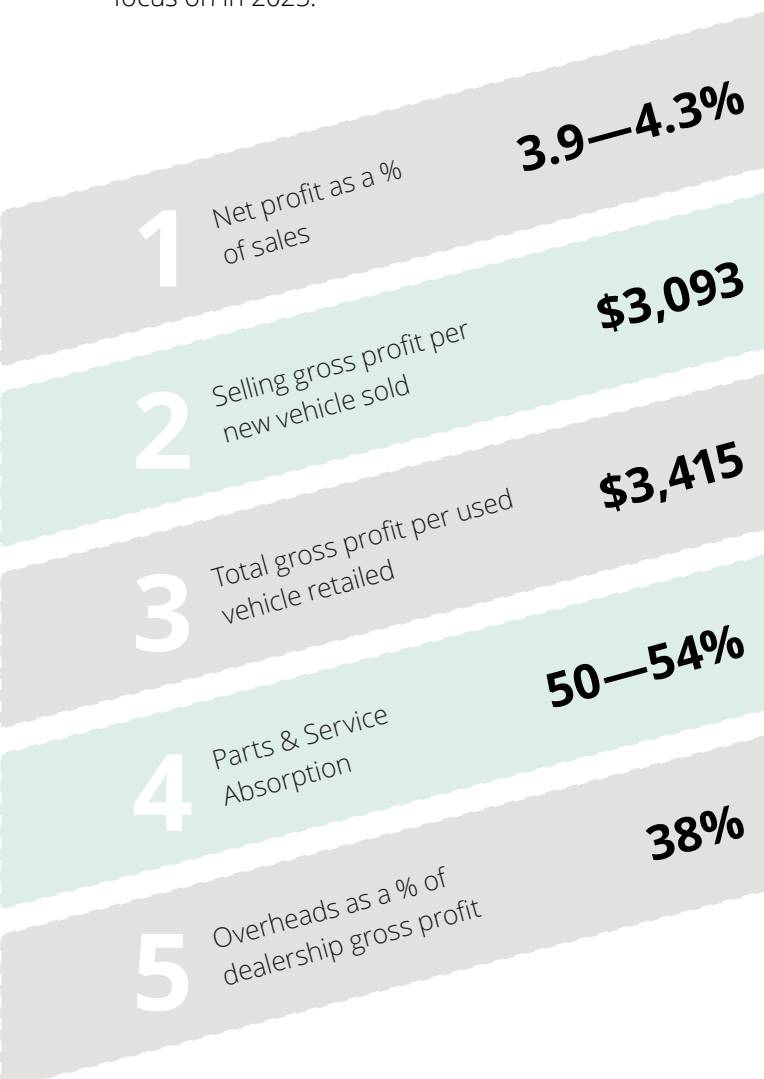 focus on in 2025.
1
Net profit as a %
of sales
3.9—4.3%
2
Selling gross profit per
new vehicle sold
$3,093
3
Total gross profit per used
vehicle retailed
$3,415
4
Parts & Service
Absorption
50—54%
5
Overheads as a % of
dealership gross profit
38%